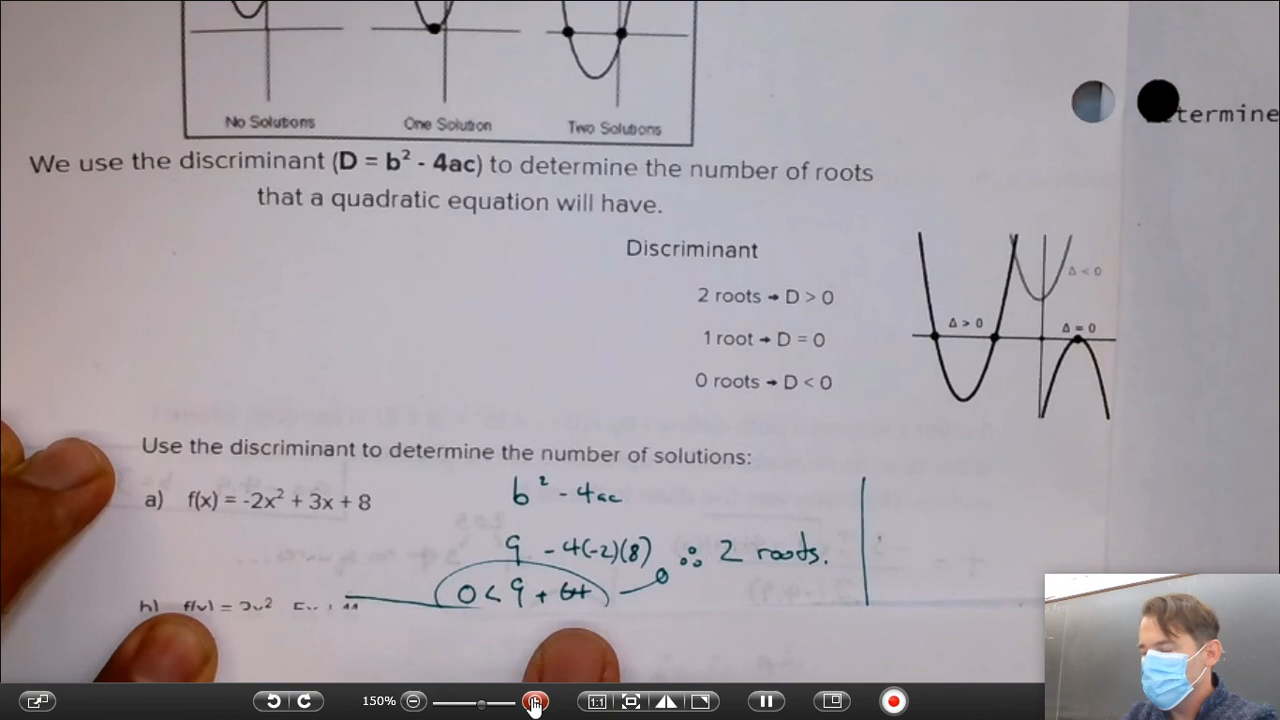 No Solutions
One Solution
Two Solutions
termine
We use the discriminant (D = b² - 4ac) to determine the number of roots
that a quadratic equation will have.
Discriminant
2 roots → D > 0
1 root → D = 0
0 roots → D < 0
Δ < 0
Δ > 0
Δ = 0
Use the discriminant to determine the number of solutions:
a) f(x) = -2x² + 3x + 8
b² - 4ac
9 - 4(-2)(8) ∴ 2 roots.
0 < 9 + 64
150%
1:1